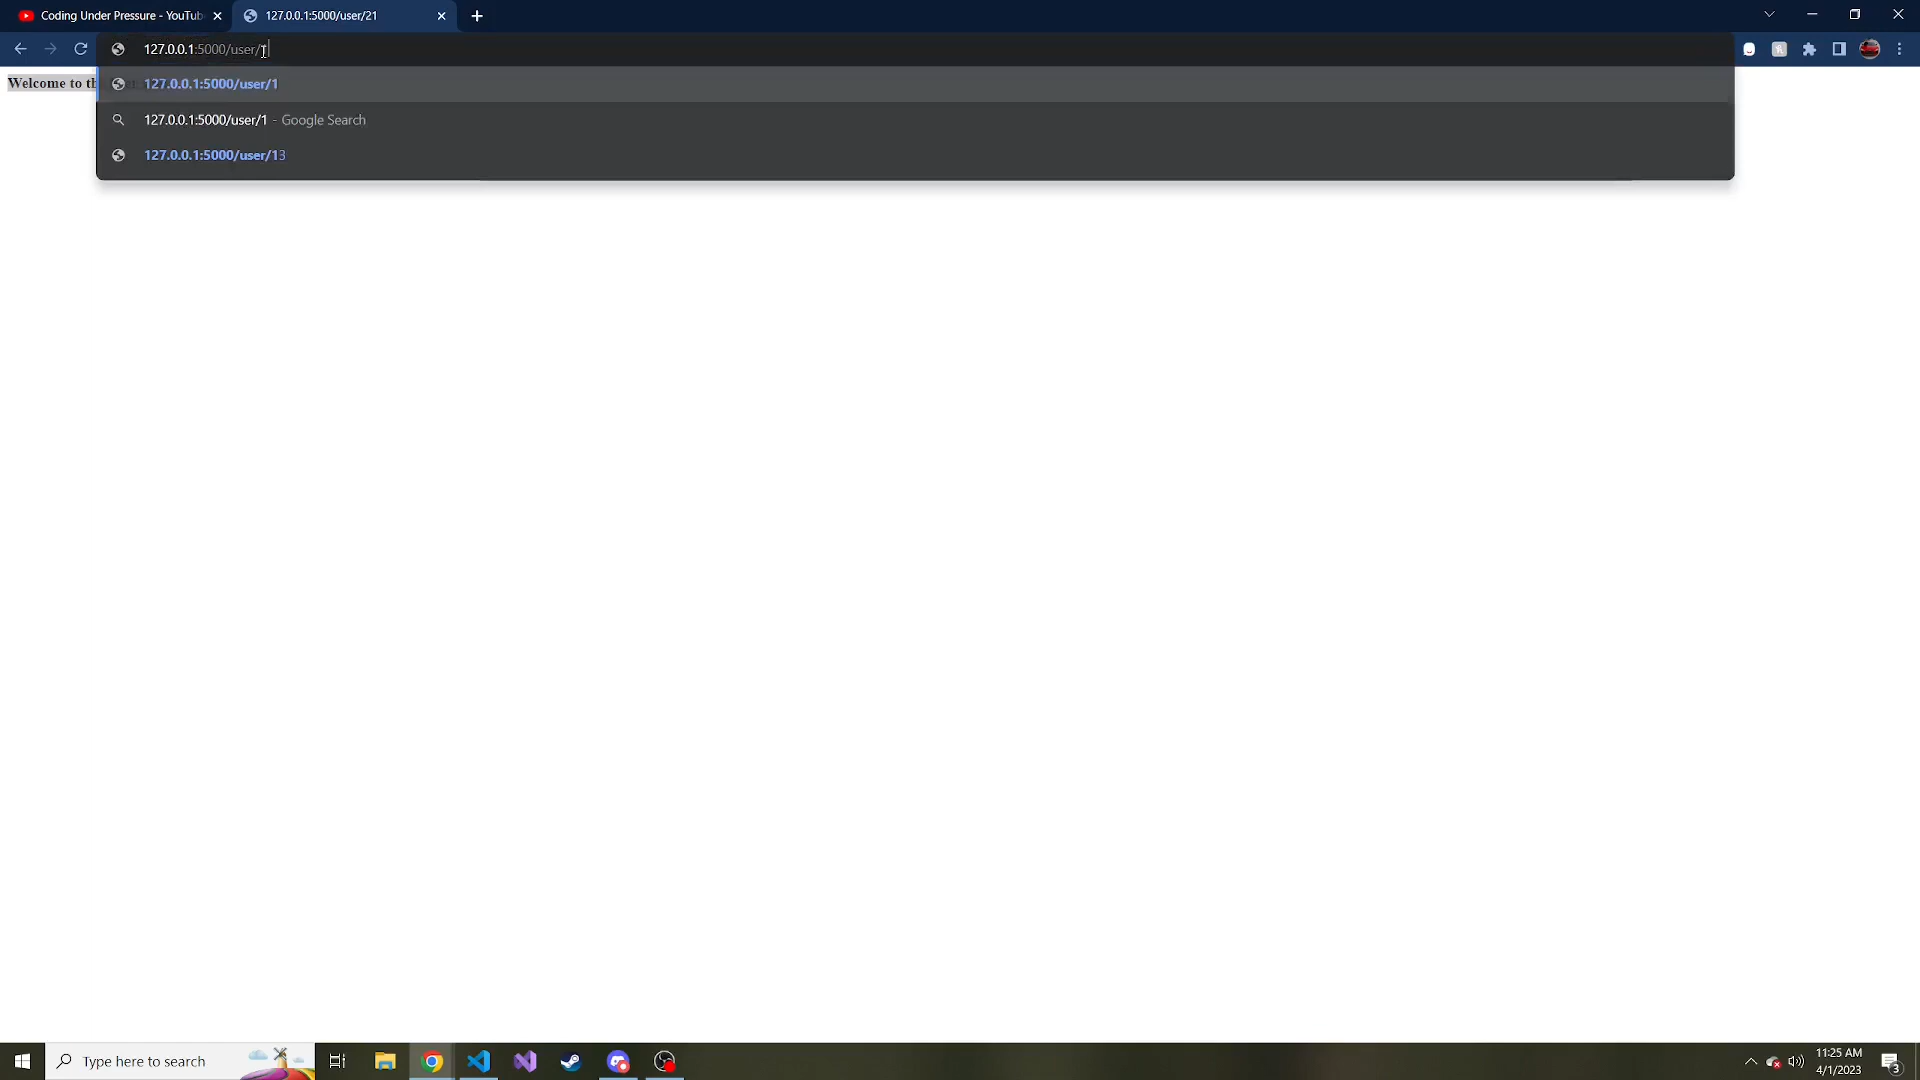 Coding Under Pressure - YouTub
127.0.0.1:5000/user/21
127.0.0.1:5000/user/1
Welcome to th
127.0.0.1:5000/user/1
127.0.0.1:5000/user/1 - Google Search
127.0.0.1:5000/user/13
Type here to search
11:25 AM
4/1/2023
3